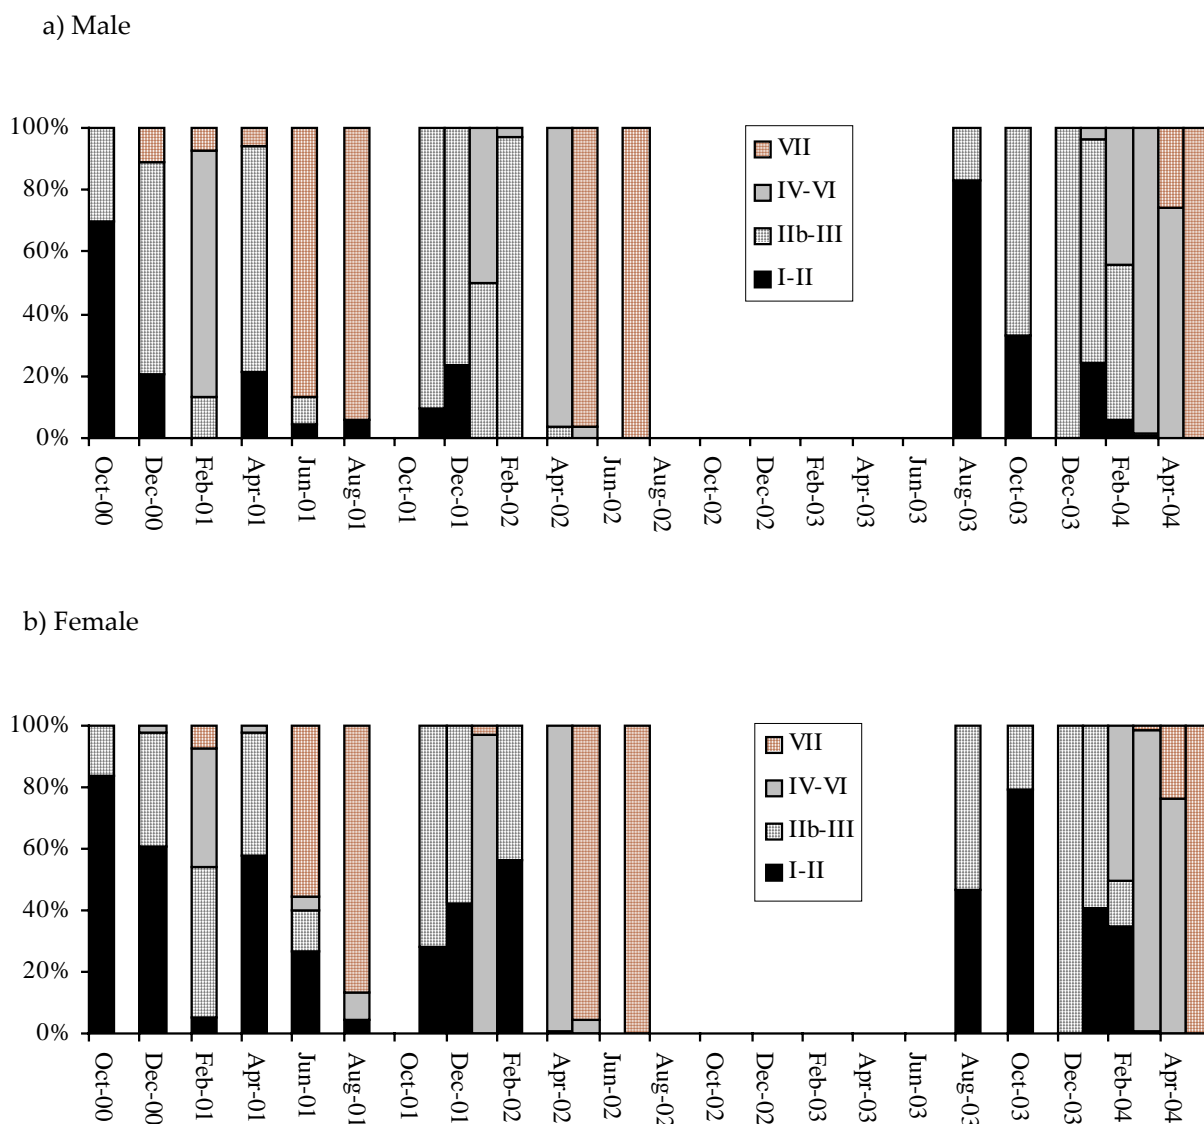 a) Male
100%
80%
60%
40%
20%
0%
VII
IV-VI
IIb-III
I-II
Oct-00
Dec-00
Feb-01
Apr-01
Jun-01
Aug-01
Oct-01
Dec-01
Feb-02
Apr-02
Jun-02
Aug-02
Oct-02
Dec-02
Feb-03
Apr-03
Jun-03
Aug-03
Oct-03
Dec-03
Feb-04
Apr-04
b) Female
100%
80%
60%
40%
20%
0%
VII
IV-VI
IIb-III
I-II
Oct-00
Dec-00
Feb-01
Apr-01
Jun-01
Aug-01
Oct-01
Dec-01
Feb-02
Apr-02
Jun-02
Aug-02
Oct-02
Dec-02
Feb-03
Apr-03
Jun-03
Aug-03
Oct-03
Dec-03
Feb-04
Apr-04